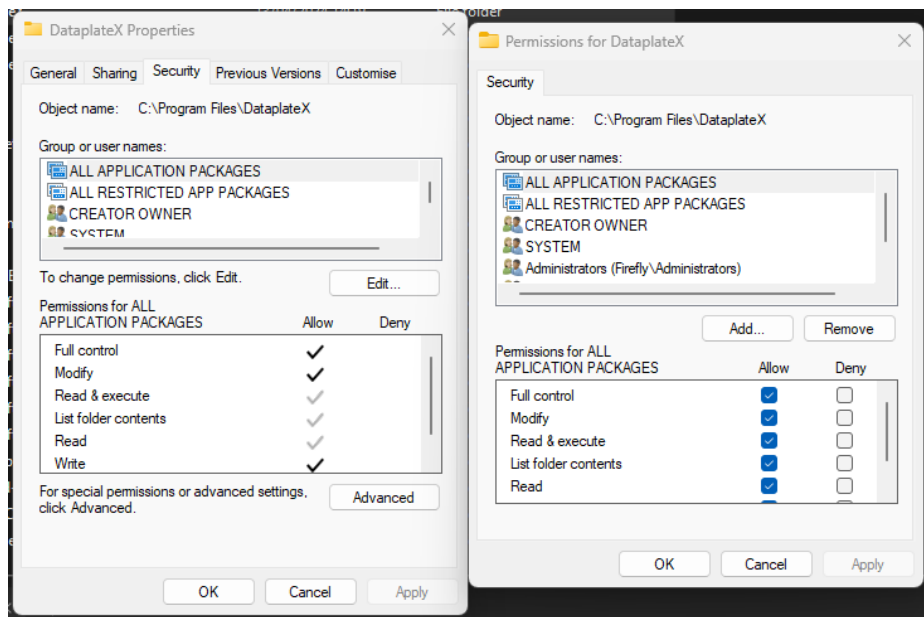 older
DataplateX Properties
General Sharing Security Previous Versions Customise
Object name: C:\Program Files\DataplateX
Group or user names:
ALL APPLICATION PACKAGES
ALL RESTRICTED APP PACKAGES
CREATOR OWNER
SYSTEM
To change permissions, click Edit.
Edit...
Permissions for ALL
APPLICATION PACKAGES Allow Deny
Full control
Modify
Read & execute
List folder contents
Read
Write
For special permissions or advanced settings,
click Advanced.
Advanced
OK Cancel Apply
Permissions for DataplateX
Security
Object name: C:\Program Files\DataplateX
Group or user names:
ALL APPLICATION PACKAGES
ALL RESTRICTED APP PACKAGES
CREATOR OWNER
SYSTEM
Administrators (Firefly\Administrators)
Add... Remove
Permissions for ALL
APPLICATION PACKAGES Allow Deny
Full control
Modify
Read & execute
List folder contents
Read
OK Cancel Apply